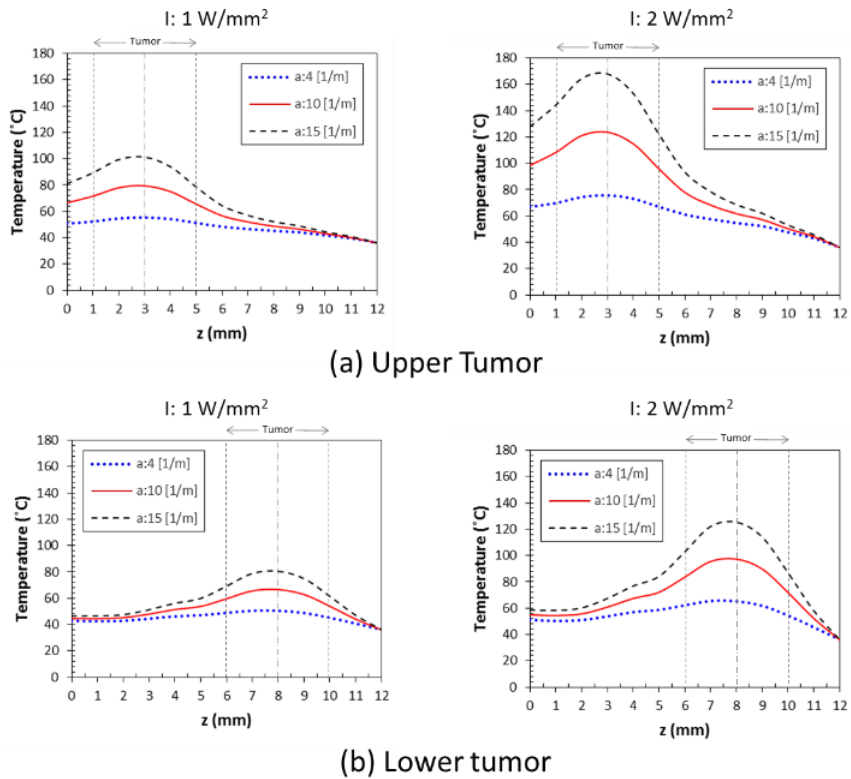 I: 1 W/mm²
I: 2 W/mm²
Tumor
180
160
140
120
100
80
60
40
20
0
Temperature (˚C)
a:4 [1/m]
a:10 [1/m]
a:15 [1/m]
0 1 2 3 4 5 6 7 8 9 10 11 12
z (mm)
Tumor
180
160
140
120
100
80
60
40
20
0
Temperature (˚C)
a:4 [1/m]
a:10 [1/m]
a:15 [1/m]
0 1 2 3 4 5 6 7 8 9 10 11 12
z (mm)
(a) Upper Tumor
I: 1 W/mm²
I: 2 W/mm²
Tumor
180
160
140
120
100
80
60
40
20
0
Temperature (˚C)
a:4 [1/m]
a:10 [1/m]
a:15 [1/m]
0 1 2 3 4 5 6 7 8 9 10 11 12
z (mm)
Tumor
180
160
140
120
100
80
60
40
20
0
Temperature (˚C)
a:4 [1/m]
a:10 [1/m]
a:15 [1/m]
0 1 2 3 4 5 6 7 8 9 10 11 12
z (mm)
(b) Lower tumor